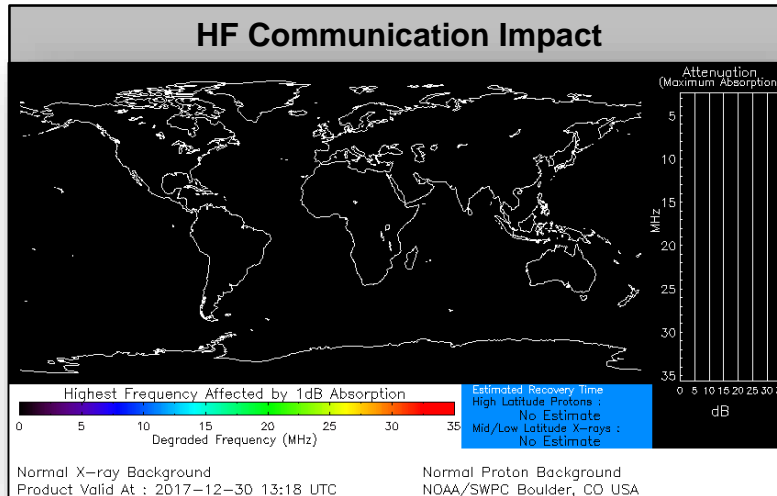 HF Communication Impact
Attenuation
(Maximum Absorption)
5
10
15
20
25
30
35
MHz
0 5 10 15 20 25 30
dB
Highest Frequency Affected by 1dB Absorption
0 5 10 15 20 25 30 35
Degraded Frequency (MHz)
Estimated Recovery Time
High Latitude Protons :
No Estimate
Mid/Low Latitude X-rays :
No Estimate
Normal X-ray Background
Product Valid At : 2017-12-30 13:18 UTC
Normal Proton Background
NOAA/SWPC Boulder, CO USA